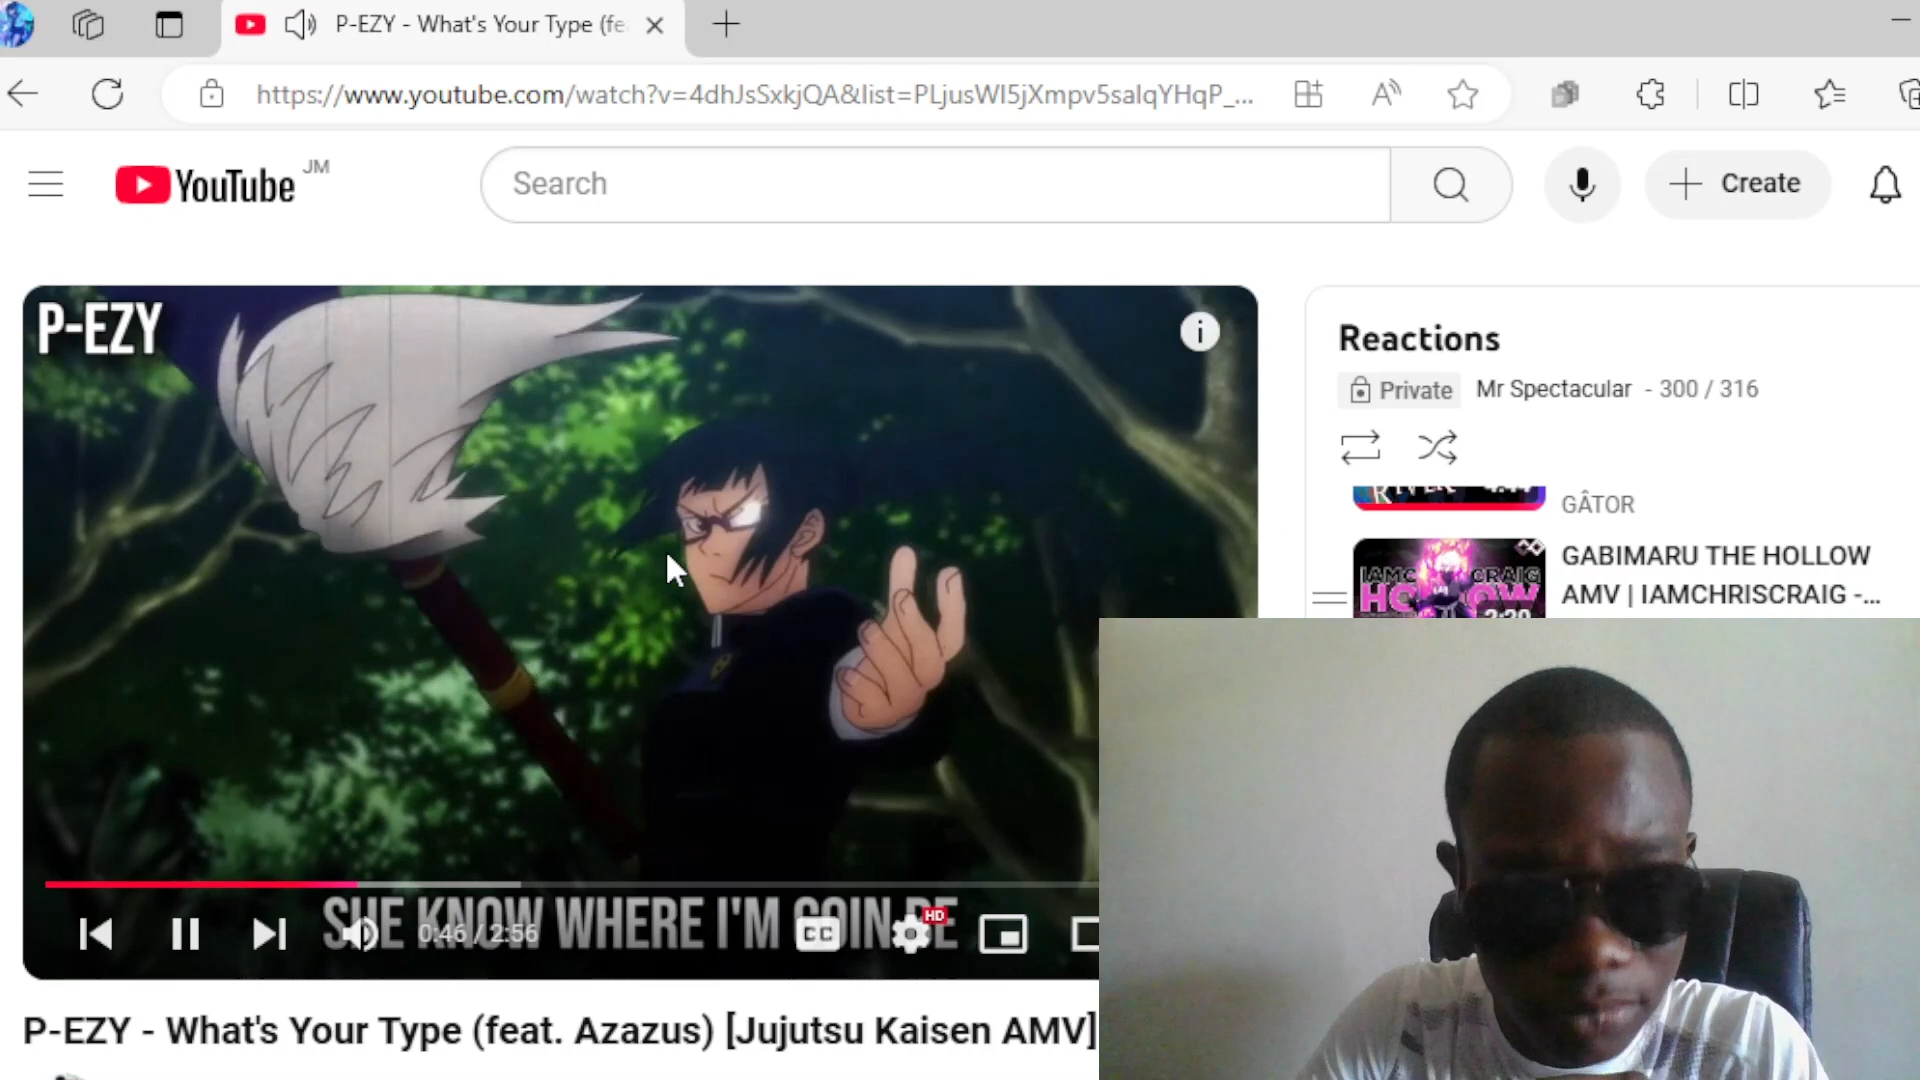 P-EZY - What's Your Type (fe
https://www.youtube.com/watch?v=4dhJsSxkjQA&list=PLjusWI5jXmpv5salqYHqP_...
YouTube JM
Search
Create
P-EZY
Reactions
Private Mr Spectacular - 300 / 316
GÂTOR
GABIMARU THE HOLLOW
AMV | IAMCHRISCRAIG -...
SHE KNOW WHERE I'M
0:46 / 2:56
CC
HD
P-EZY - What's Your Type (feat. Azazus) [Jujutsu Kaisen AMV]